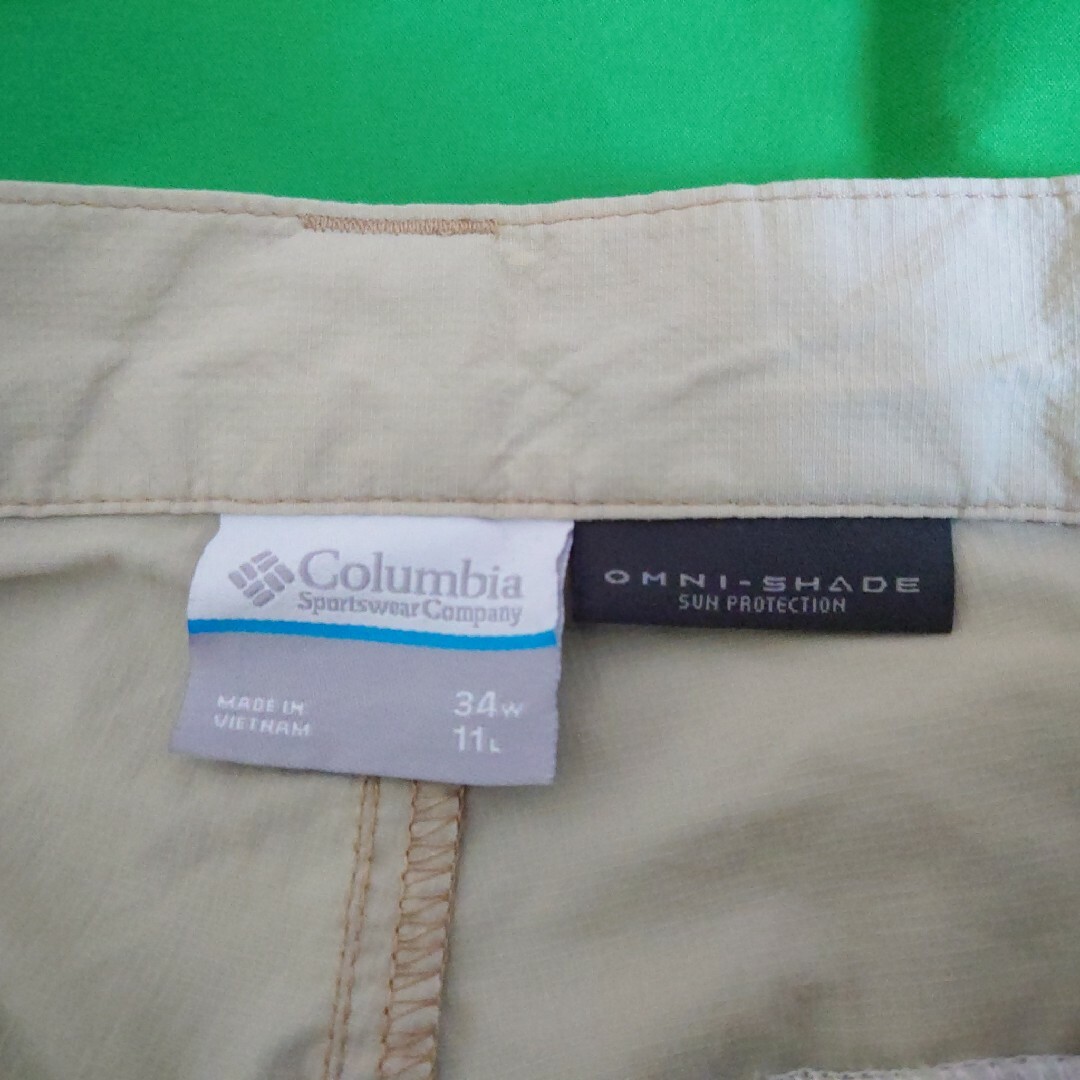 Columbia
Sportswear Company
MADE IN
VIETNAM
34W
11L
OMNI-SHADE
SUN PROTECTION